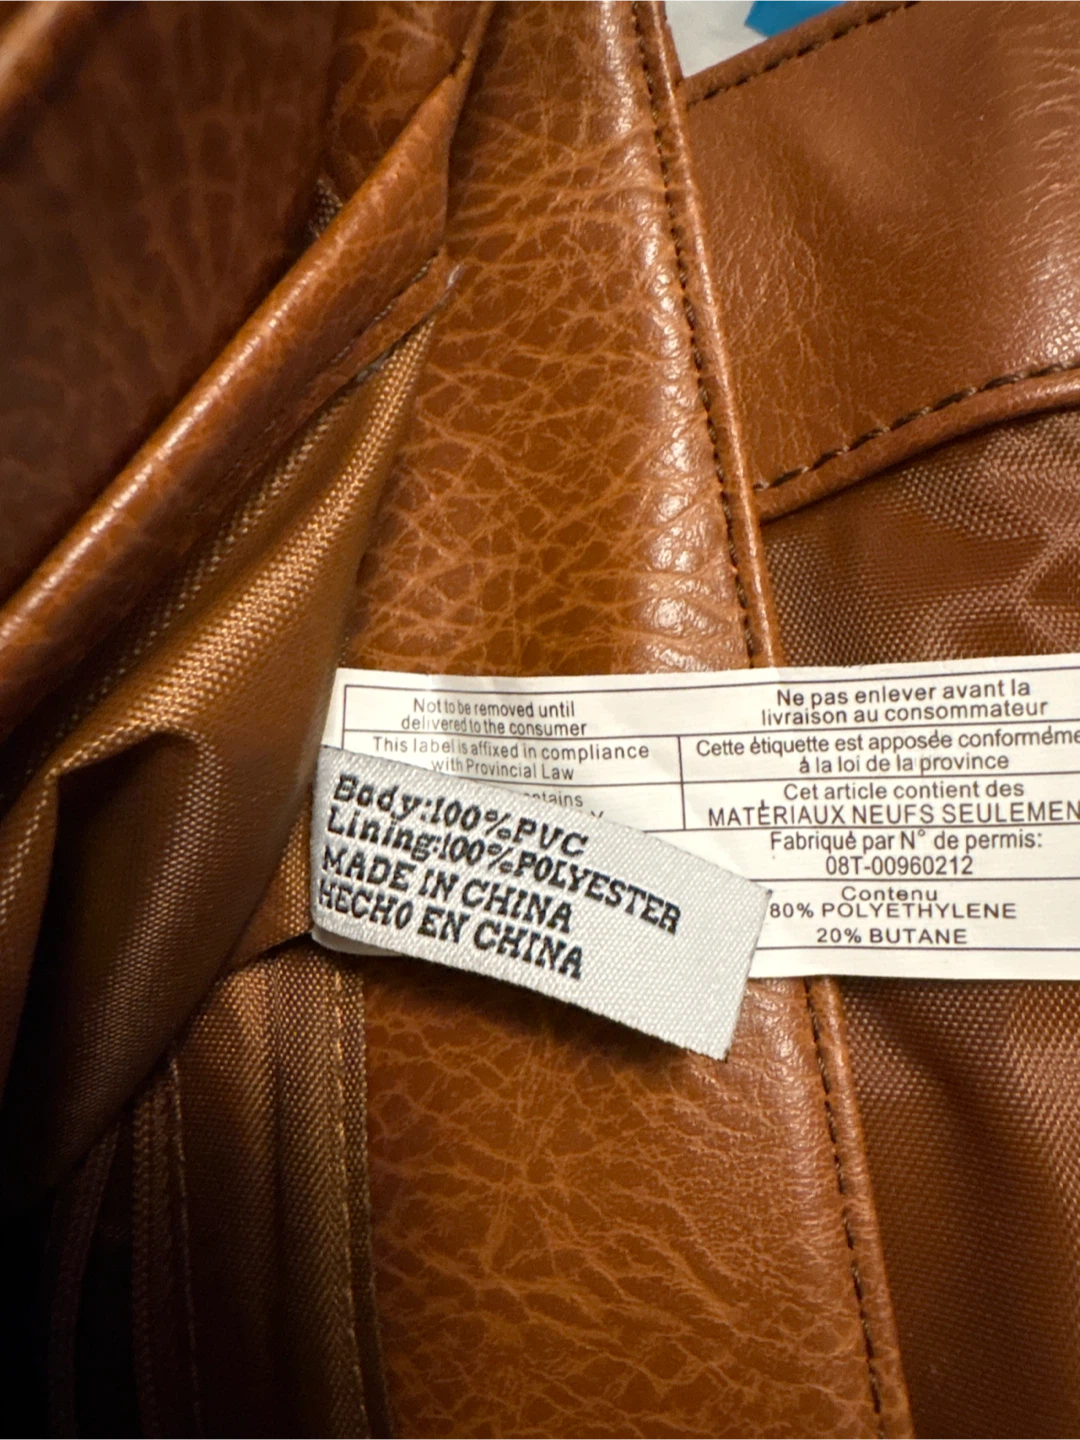 Not to be removed until
delivered to the consumer
Ne pas enlever avant la
livraison au consommateur
This label is affixed in compliance
with Provincial Law
Cette étiquette est apposée conforméme
á la loi de la province
Cet article contient des
MATÈRIAUX NEUFS SEULEMEN
Fabriqué par N° de permis:
08T-00960212
Contenu
80% POLYETHYLENE
20% BUTANE
Body:100%PVC
Lining:100%POLYESTER
MADE IN CHINA
HECHO EN CHINA